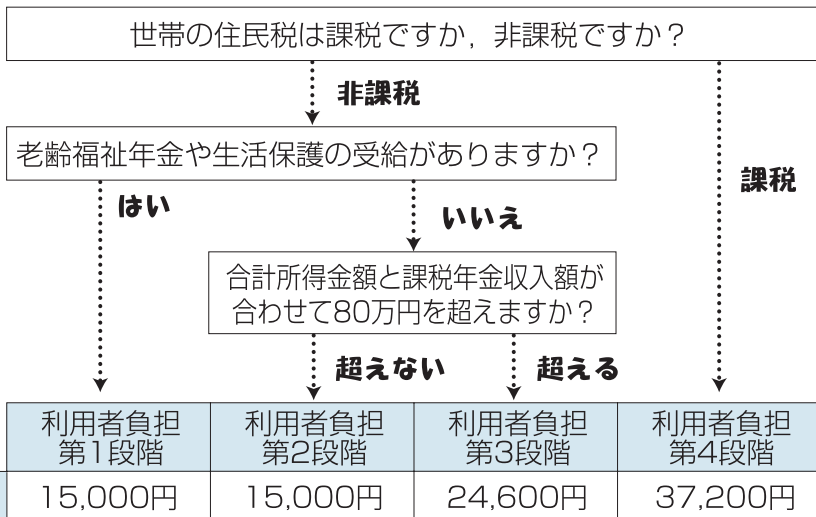 世帯の住民税は課税ですか，非課税ですか？
非課税
老齢福祉年金や生活保護の受給がありますか？
課税
はい
いいえ
合計所得金額と課税年金収入額が
合わせて80万円を超えますか？
超えない
超える
利用者負担
第1段階
利用者負担
第2段階
利用者負担
第3段階
利用者負担
第4段階
15,000円
15,000円
24,600円
37,200円